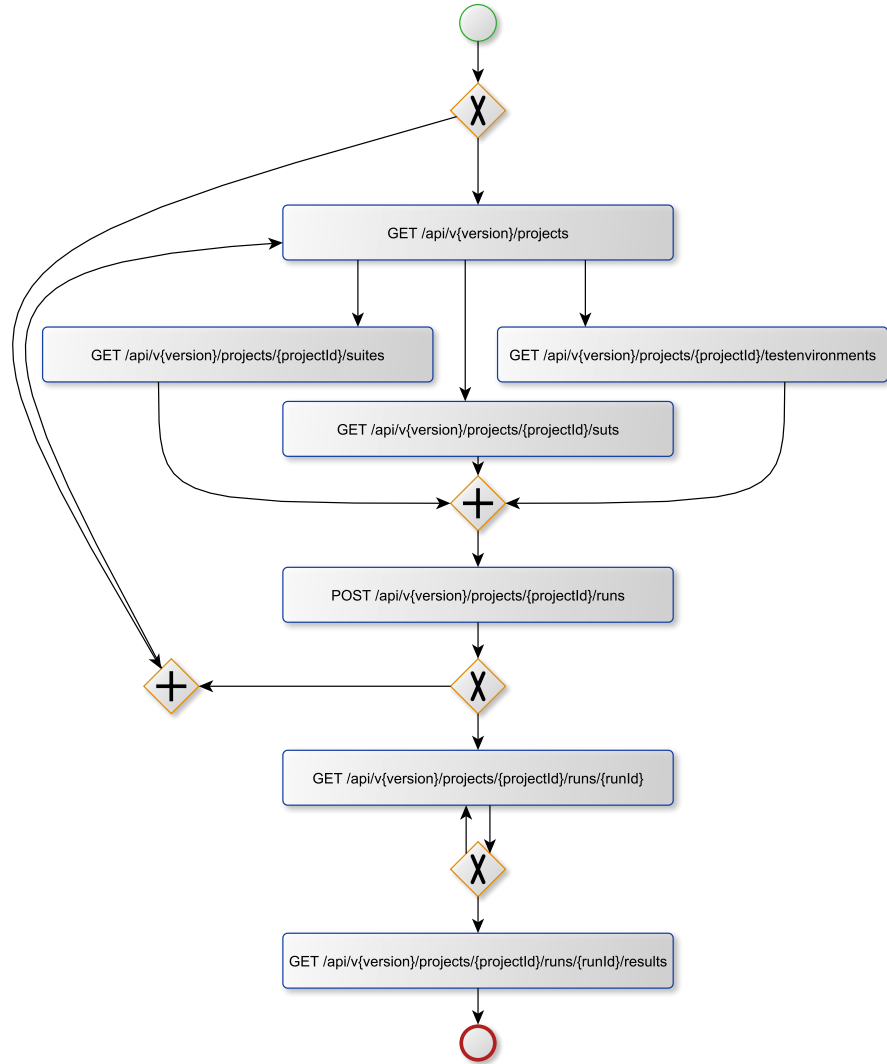 GET /api/v{version}/projects
GET /api/v{version}/projects/{projectId}/suites
GET /api/v{version}/projects/{projectId}/testenvironments
GET /api/v{version}/projects/{projectId}/suts
POST /api/v{version}/projects/{projectId}/runs
GET /api/v{version}/projects/{projectId}/runs/{runId}
GET /api/v{version}/projects/{projectId}/runs/{runId}/results